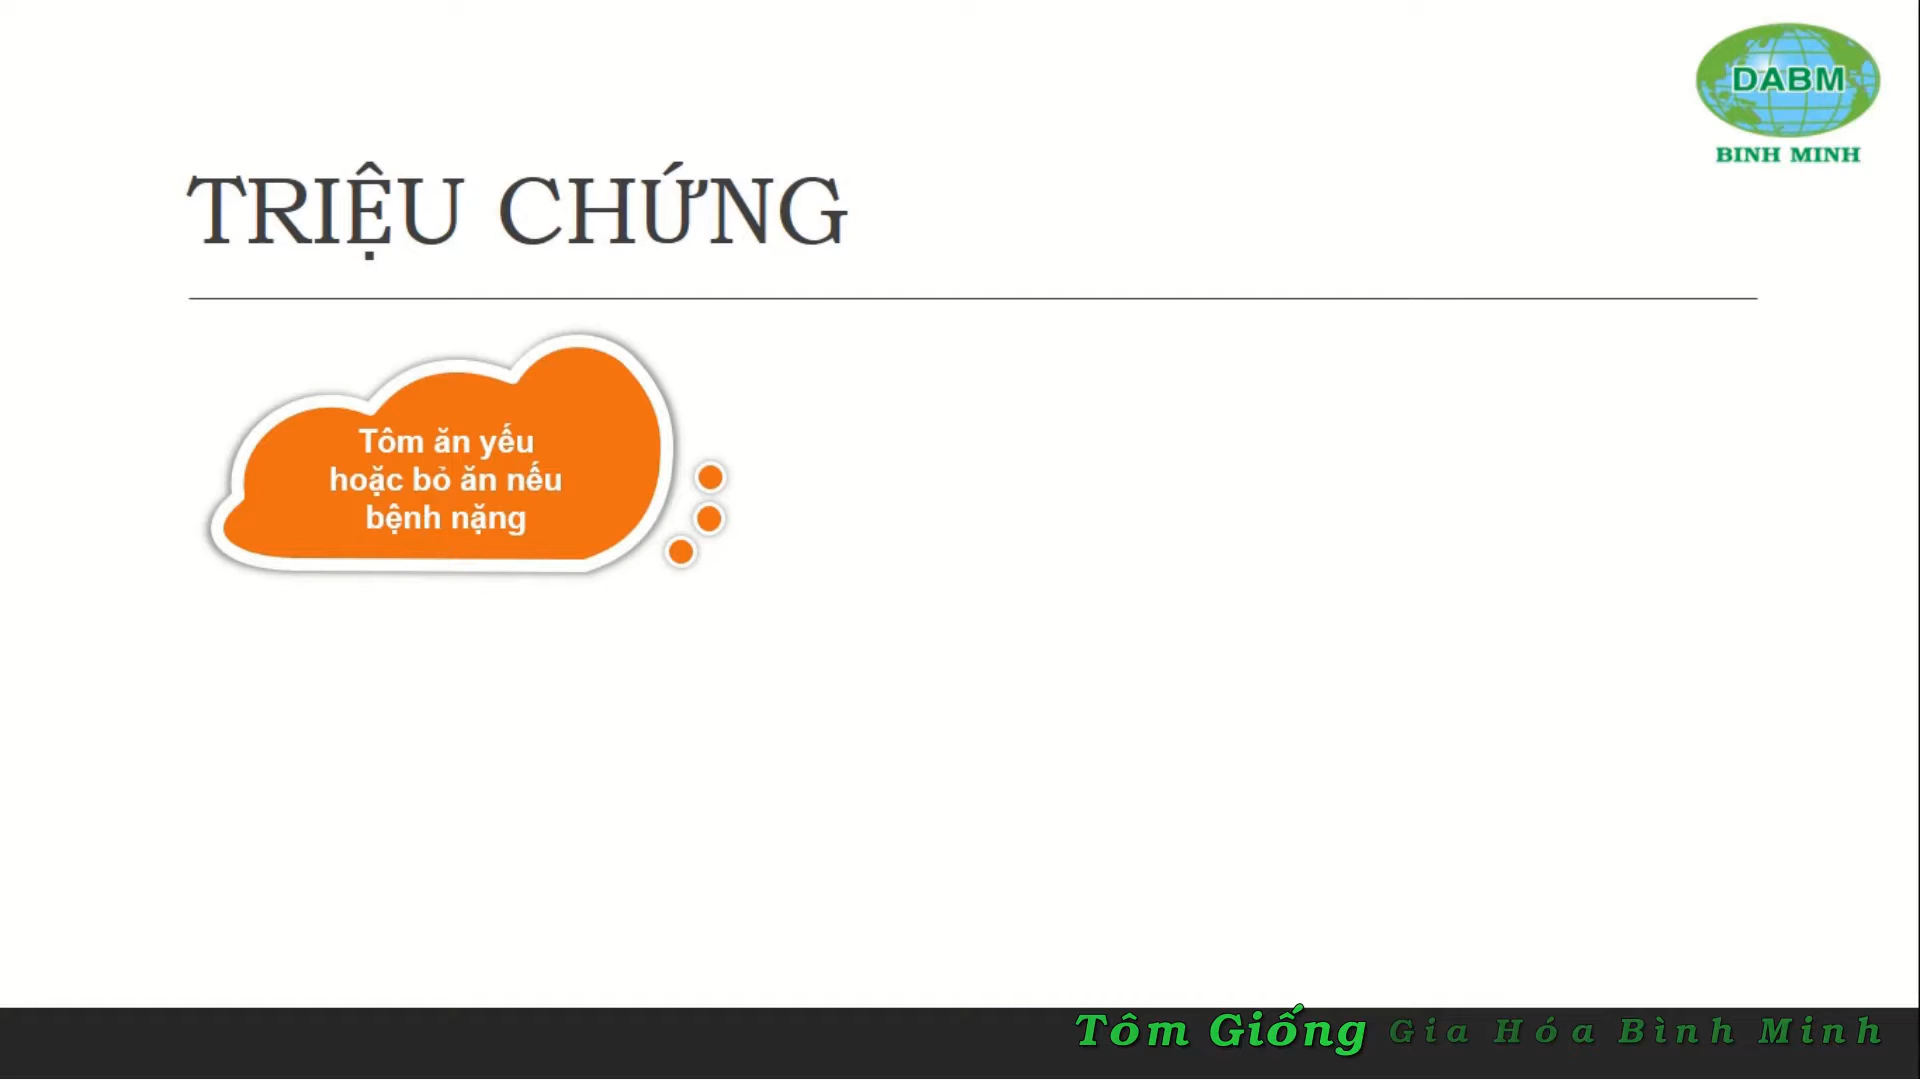 DABM
BINH MINH
TRIỆU CHỨNG
Tôm ăn yếu
hoặc bỏ ăn nếu
bệnh nặng
Tôm Giống Gia Hóa Bình Minh